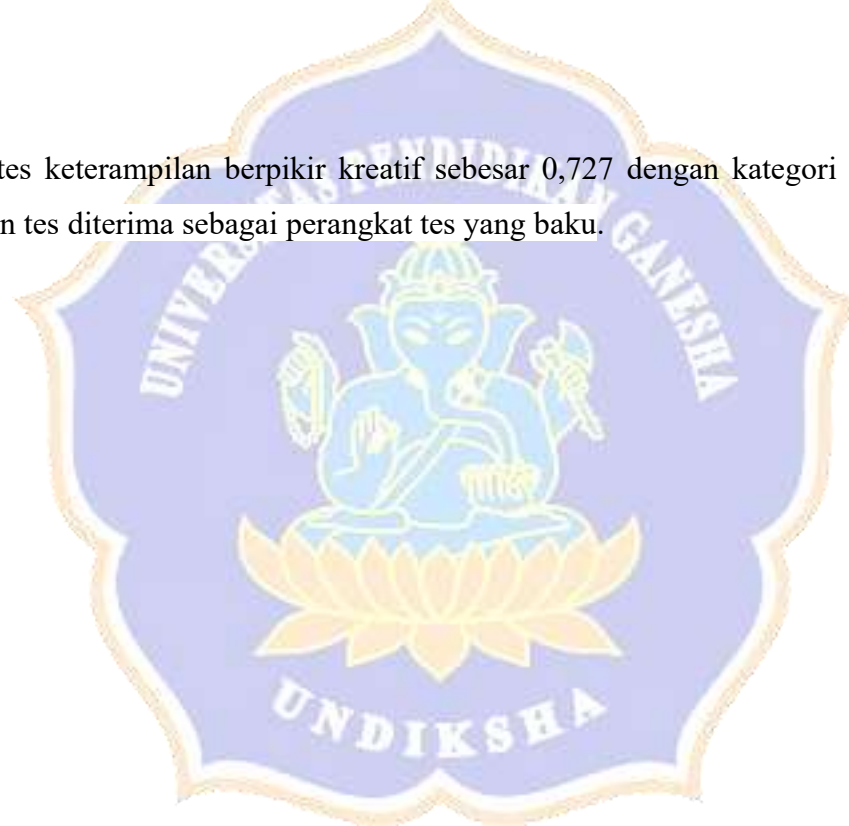 tes keterampilan berpikir kreatif sebesar 0,727 dengan kategori
n tes diterima sebagai perangkat tes yang baku.
UNIVERSITAS PENDIDIKAN GANESHA
UNDIKSHA